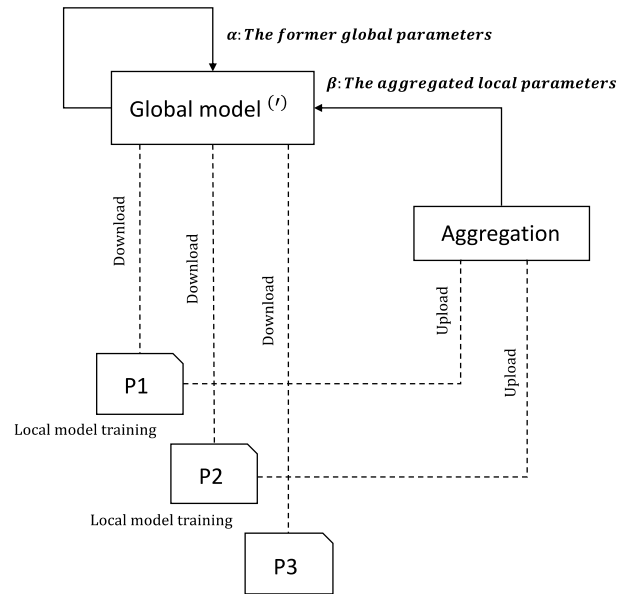 α: The former global parameters
β: The aggregated local parameters
Global model (′)
Aggregation
Download
Download
Download
Upload
Upload
P1
Local model training
P2
Local model training
P3